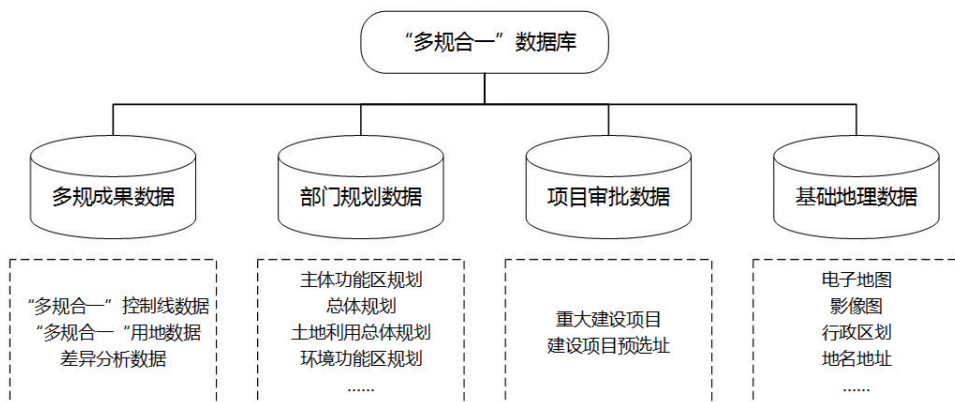 “多规合一”数据库
多规成果数据
部门规划数据
项目审批数据
基础地理数据
“多规合一”控制线数据
“多规合一“用地数据
差异分析数据
主体功能区规划
总体规划
土地利用总体规划
环境功能区规划
......
重大建设项目
建设项目预选址
电子地图
影像图
行政区划
地名地址
......